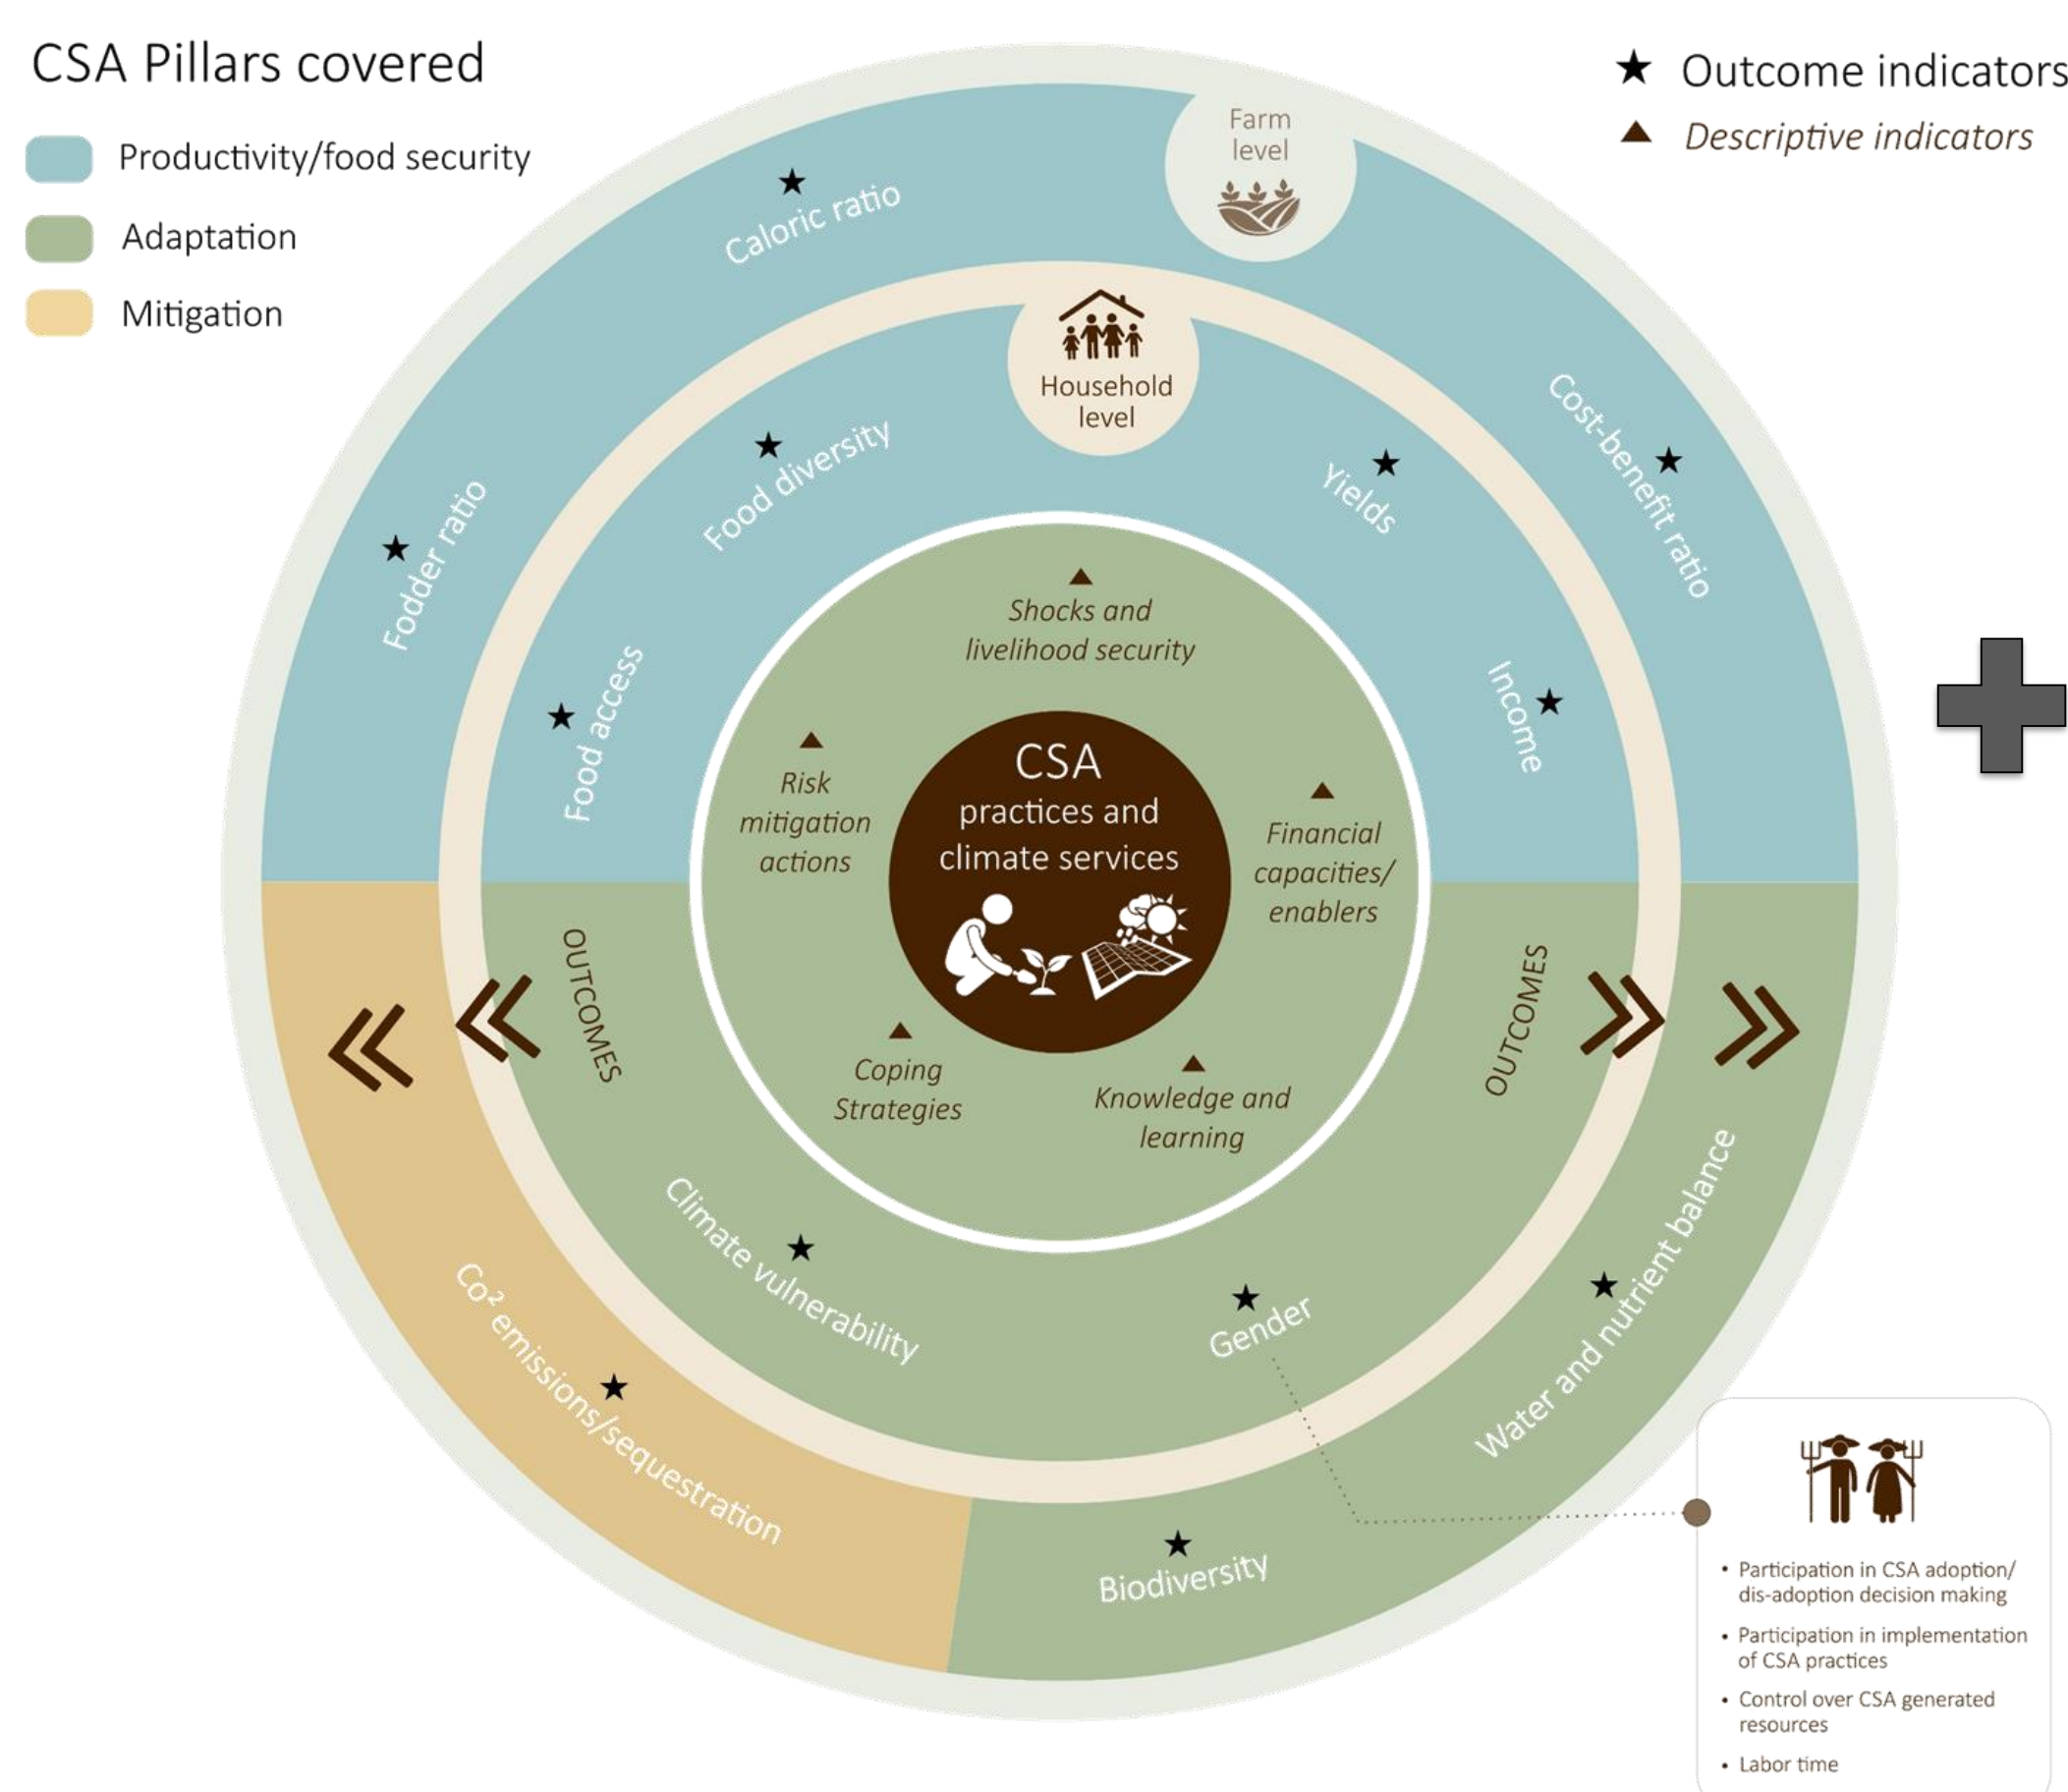 CSA Pillars covered
Productivity/food security
Adaptation
Mitigation
★ Outcome indicators
▲ Descriptive indicators
Farm
level
Caloric ratio
Fodder ratio
Cost-benefit ratio
Household
level
Food diversity
Food access
Yields
Income
Shocks and
livelihood security
Risk
mitigation
actions
Financial
capacities/
enablers
CSA
practices and
climate services
Coping
Strategies
Knowledge and
learning
OUTCOMES
OUTCOMES
Climate vulnerability
Gender
Co² emissions/sequestration
Biodiversity
Water and nutrient balance
• Participation in CSA adoption/
dis-adoption decision making
• Participation in implementation
of CSA practices
• Control over CSA generated
resources
• Labor time